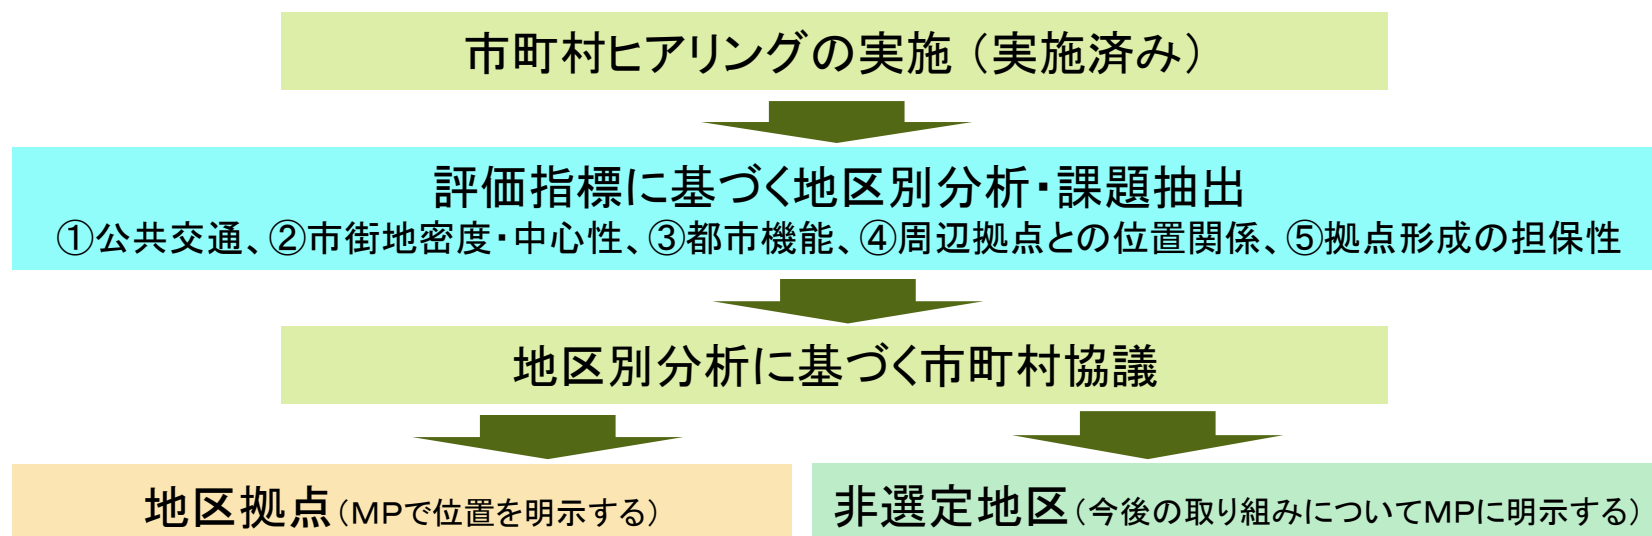 市町村ヒアリングの実施（実施済み）
評価指標に基づく地区別分析・課題抽出
①公共交通、②市街地密度・中心性、③都市機能、④周辺拠点との位置関係、⑤拠点形成の担保性
地区別分析に基づく市町村協議
地区拠点（MPで位置を明示する）
非選定地区（今後の取り組みについてMPに明示する）